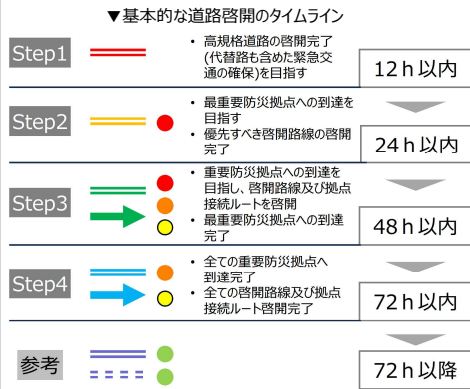 ▼基本的な道路啓開のタイムライン
Step1
• 高規格道路の啓開完了
(代替路も含めた緊急交
通の確保)を目指す
12h以内
Step2
• 最重要防災拠点への到達を
目指す
• 優先すべき啓開路線の啓開
完了
24h以内
Step3
• 重要防災拠点への到達を
目指し、啓開路線及び拠点
接続ルートを啓開
• 最重要防災拠点への到達
完了
48h以内
Step4
• 全ての重要防災拠点へ
到達完了
• 全ての啓開路線及び拠点
接続ルート啓開完了
72h以内
参考
72h以降